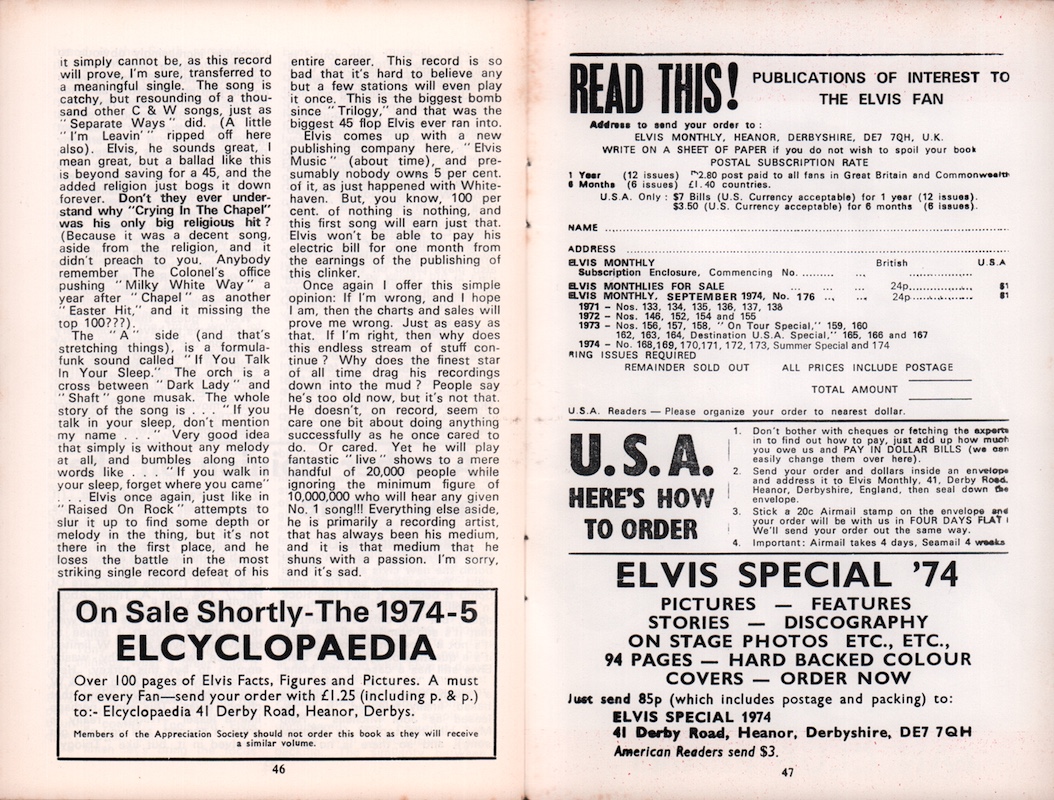 it simply cannot be, as this record
will prove, I'm sure, transferred to
a meaningful single. The song is
catchy, but resounding of a thou-
sand other C & W songs, just as
"Separate Ways" did. (A little
"I'm Leavin'" ripped off here
also). Elvis, he sounds great, I
mean great, but a ballad like this
is beyond saving for a 45, and the
added religion just bogs it down
forever. Don't they ever under-
stand why "Crying In The Chapel"
was his only big religious hit?
(Because it was a decent song,
aside from the religion, and it
didn't preach to you. Anybody
remember The Colonel's office
pushing "Milky White Way" a
year after "Chapel" as another
"Easter Hit," and it missing the
top 100???).
The "A" side (and that's
stretching things), is a formula-
funk sound called "If You Talk
In Your Sleep." The orch is a
cross between "Dark Lady" and
"Shaft" gone musak. The whole
story of the song is . . . "If you
talk in your sleep, don't mention
my name . . ." Very good idea
that simply is without any melody
at all, and bumbles along into
words like . . . "If you walk in
your sleep, forget where you came"
. . . Elvis once again, just like in
"Raised On Rock" attempts to
slur it up to find some depth or
melody in the thing, but it's not
there in the first place, and he
loses the battle in the most
striking single record defeat of his
entire career. This record is so
bad that it's hard to believe any
but a few stations will even play
it once. This is the biggest bomb
since "Trilogy," and that was the
biggest 45 flop Elvis ever ran into.
Elvis comes up with a new
publishing company here, "Elvis
Music" (about time), and pre-
sumably nobody owns 5 per cent.
of it, as just happened with White-
haven. But, you know, 100 per
cent. of nothing is nothing, and
this first song will earn just that.
Elvis won't be able to pay his
electric bill for one month from
the earnings of the publishing of
this clinker.
Once again I offer this simple
opinion: If I'm wrong, and I hope
I am, then the charts and sales will
prove me wrong. Just as easy as
that. If I'm right, then why does
this endless stream of stuff con-
tinue? Why does the finest star
of all time drag his recordings
down into the mud? People say
he's too old now, but it's not that.
He doesn't, on record, seem to
care one bit about doing anything
successfully as he once cared to
do. Or cared. Yet he will play
fantastic "live" shows to a mere
handful of 20,000 people while
ignoring the minimum figure of
10,000,000 who will hear any given
No. 1 song!!! Everything else aside,
he is primarily a recording artist,
that has always been his medium,
and it is that medium that he
shuns with a passion. I'm sorry,
and it's sad.
On Sale Shortly-The 1974-5
ELCYCLOPAEDIA
Over 100 pages of Elvis Facts, Figures and Pictures. A must
for every Fan—send your order with £1.25 (including p. & p.)
to:- Elcyclopaedia 41 Derby Road, Heanor, Derbys.
Members of the Appreciation Society should not order this book as they will receive
a similar volume.
46
READ THIS! PUBLICATIONS OF INTEREST TO
THE ELVIS FAN
Address to send your order to:
ELVIS MONTHLY, HEANOR, DERBYSHIRE, DE7 7QH, U.K.
WRITE ON A SHEET OF PAPER if you do not wish to spoil your book
POSTAL SUBSCRIPTION RATE
1 Year (12 issues) 2.80 post paid to all fans in Great Britain and Commonwealth
6 Months (6 issues) £1.40 countries.
U.S.A. Only: $7 Bills (U.S. Currency acceptable) for 1 year (12 issues).
$3.50 (U.S. Currency acceptable) for 6 months (6 issues).
NAME ..........
ADDRESS ..........
ELVIS MONTHLY British U.S.A
Subscription Enclosure, Commencing No. ......... ... ..........
ELVIS MONTHLIES FOR SALE ... ... ... 24p.......... $1
ELVIS MONTHLY, SEPTEMBER 1974, No. 176 ... ... 24p.......... $1
1971 – Nos. 133, 134, 135, 136, 137, 138
1972 – Nos. 146, 152, 154 and 155
1973 – Nos. 156, 157, 158, "On Tour Special," 159, 160
162, 163, 164, Destination U.S.A. Special," 165, 166 and 167
1974 – No. 168,169, 170,171, 172, 173, Summer Special and 174
RING ISSUES REQUIRED
REMAINDER SOLD OUT ALL PRICES INCLUDE POSTAGE
TOTAL AMOUNT
U.S.A. Readers — Please organize your order to nearest dollar.
U.S.A.
HERE'S HOW
TO ORDER
1. Don't bother with cheques or fetching the experts
in to find out how to pay, just add up how much
you owe us and PAY IN DOLLAR BILLS (we can
easily change them over here).
2. Send your order and dollars inside an envelope
and address it to Elvis Monthly, 41, Derby Road,
Heanor, Derbyshire, England, then seal down the
envelope.
3. Stick a 20c Airmail stamp on the envelope and
your order will be with us in FOUR DAYS FLAT!
We'll send your order out the same way.
4. Important: Airmail takes 4 days, Seamail 4 weeks
ELVIS SPECIAL '74
PICTURES — FEATURES
STORIES — DISCOGRAPHY
ON STAGE PHOTOS ETC., ETC.,
94 PAGES — HARD BACKED COLOUR
COVERS — ORDER NOW
Just send 85p (which includes postage and packing) to:
ELVIS SPECIAL 1974
41 Derby Road, Heanor, Derbyshire, DE7 7QH
American Readers send $3.
47